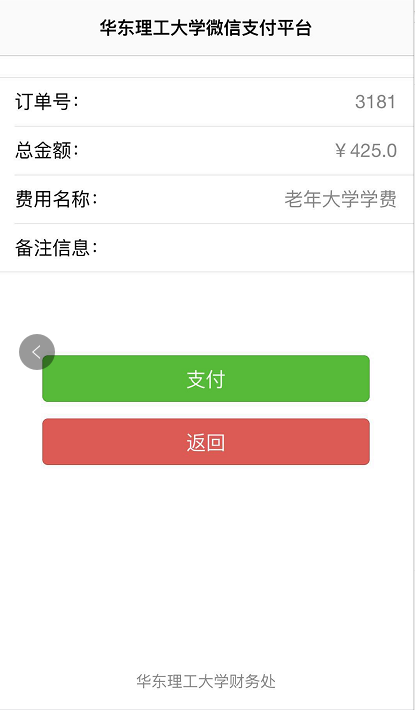 华东理工大学微信支付平台
订单号： 3181
总金额： ￥425.0
费用名称： 老年大学学费
备注信息：
支付
返回
华东理工大学财务处